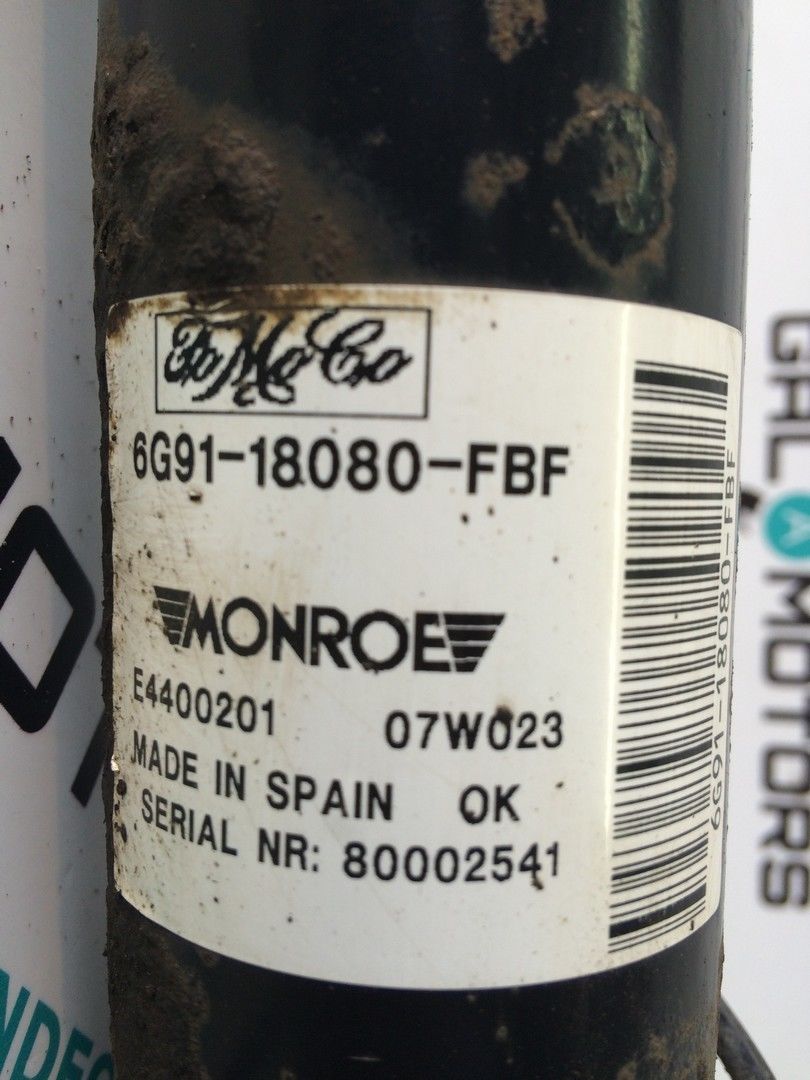 FoMoCo
6G91-18080-FBF
MONROE
E4400201 07W023
MADE IN SPAIN OK
SERIAL NR: 80002541
6G91-18080-FBF
GAL MOTORS